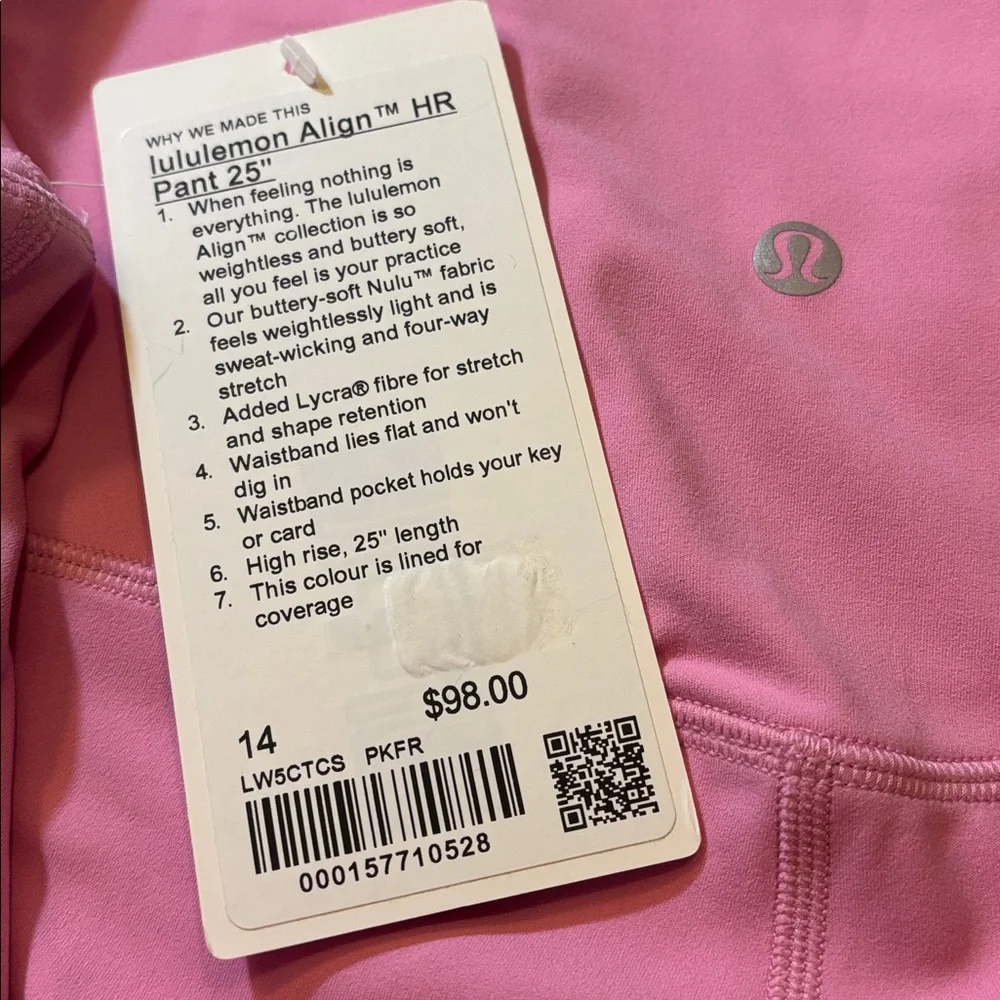 WHY WE MADE THIS
lululemon Align™ HR
Pant 25"
1. When feeling nothing is
everything. The lululemon
Align™ collection is so
weightless and buttery soft,
all you feel is your practice
2. Our buttery-soft Nulu™ fabric
feels weightlessly light and is
sweat-wicking and four-way
stretch
3. Added Lycra® fibre for stretch
and shape retention
4. Waistband lies flat and won't
dig in
5. Waistband pocket holds your key
or card
6. High rise, 25" length
7. This colour is lined for
coverage
$98.00
14
LW5CTCS PKFR
000157710528